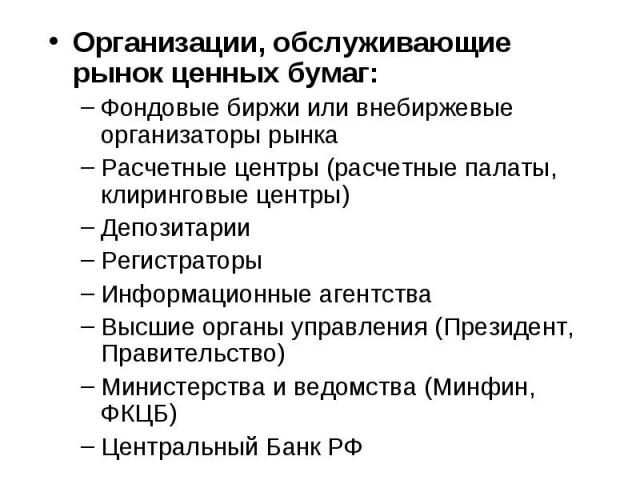 • Организации, обслуживающие
рынок ценных бумаг:
– Фондовые биржи или внебиржевые
организаторы рынка
– Расчетные центры (расчетные палаты,
клиринговые центры)
– Депозитарии
– Регистраторы
– Информационные агентства
– Высшие органы управления (Президент,
Правительство)
– Министерства и ведомства (Минфин,
ФКЦБ)
– Центральный Банк РФ